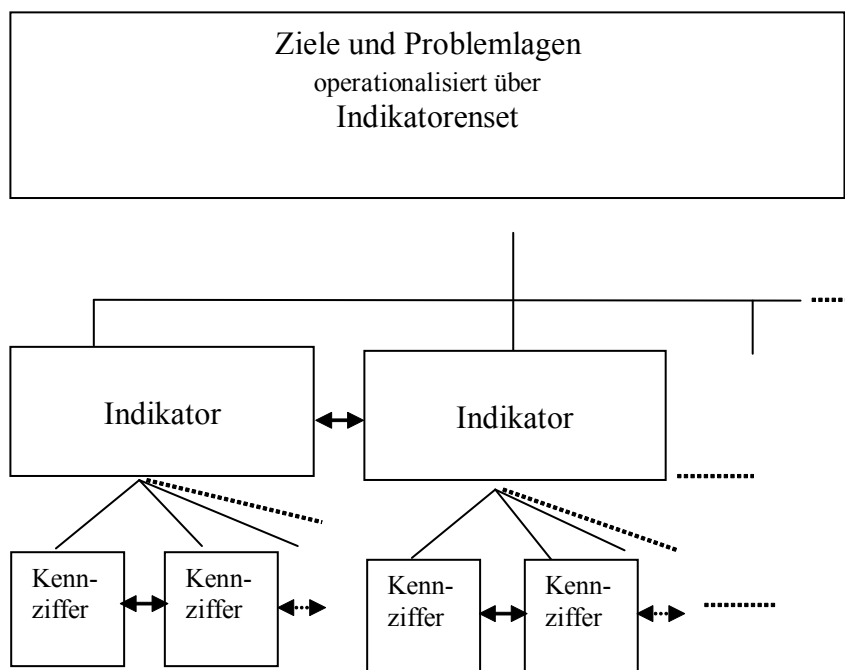 Ziele und Problemlagen
operationalisiert über
Indikatorenset
Indikator
Indikator
Kenn-
ziffer
Kenn-
ziffer
Kenn-
ziffer
Kenn-
ziffer